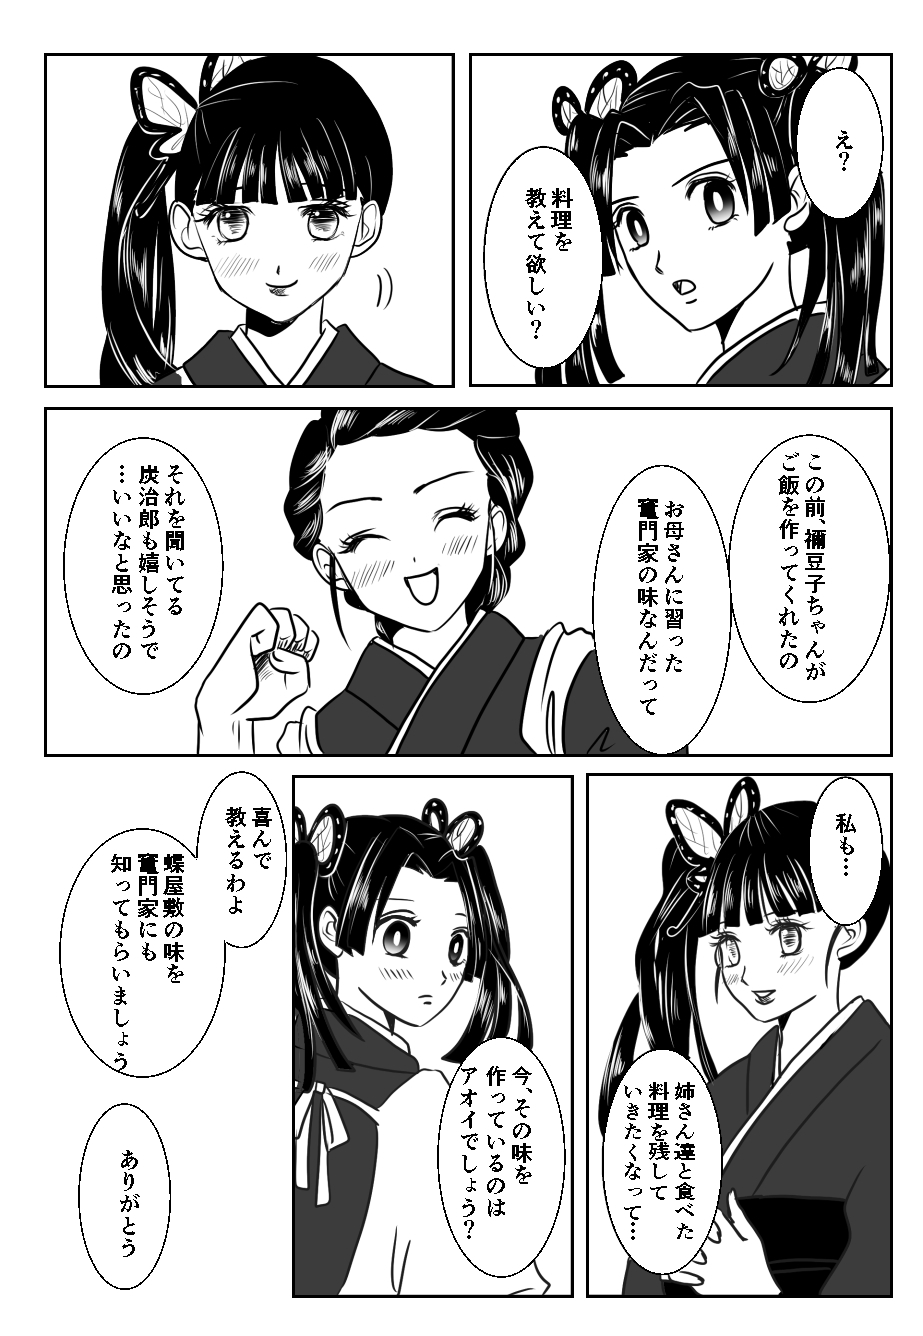 え?
料理を
教えて欲しい?
この前、禰豆子ちゃんが
ご飯を作ってくれたの
お母さんに習った
竈門家の味なんだって
それを聞いてる
炭治郎も嬉しそうで
…いいなと思ったの
私も…
姉さん達と食べた
料理を残して
いきたくなって…
今、その味を
作っているのは
アオイでしょう?
喜んで
教えるわよ
蝶屋敷の味を
竈門家にも
知ってもらいましょう
ありがとう